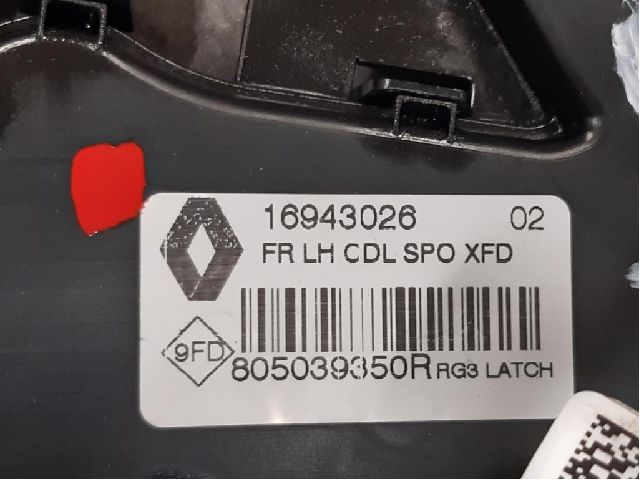 16943026 02
FR LH CDL SPO XFD
9FD
805039350R RG3 LATCH